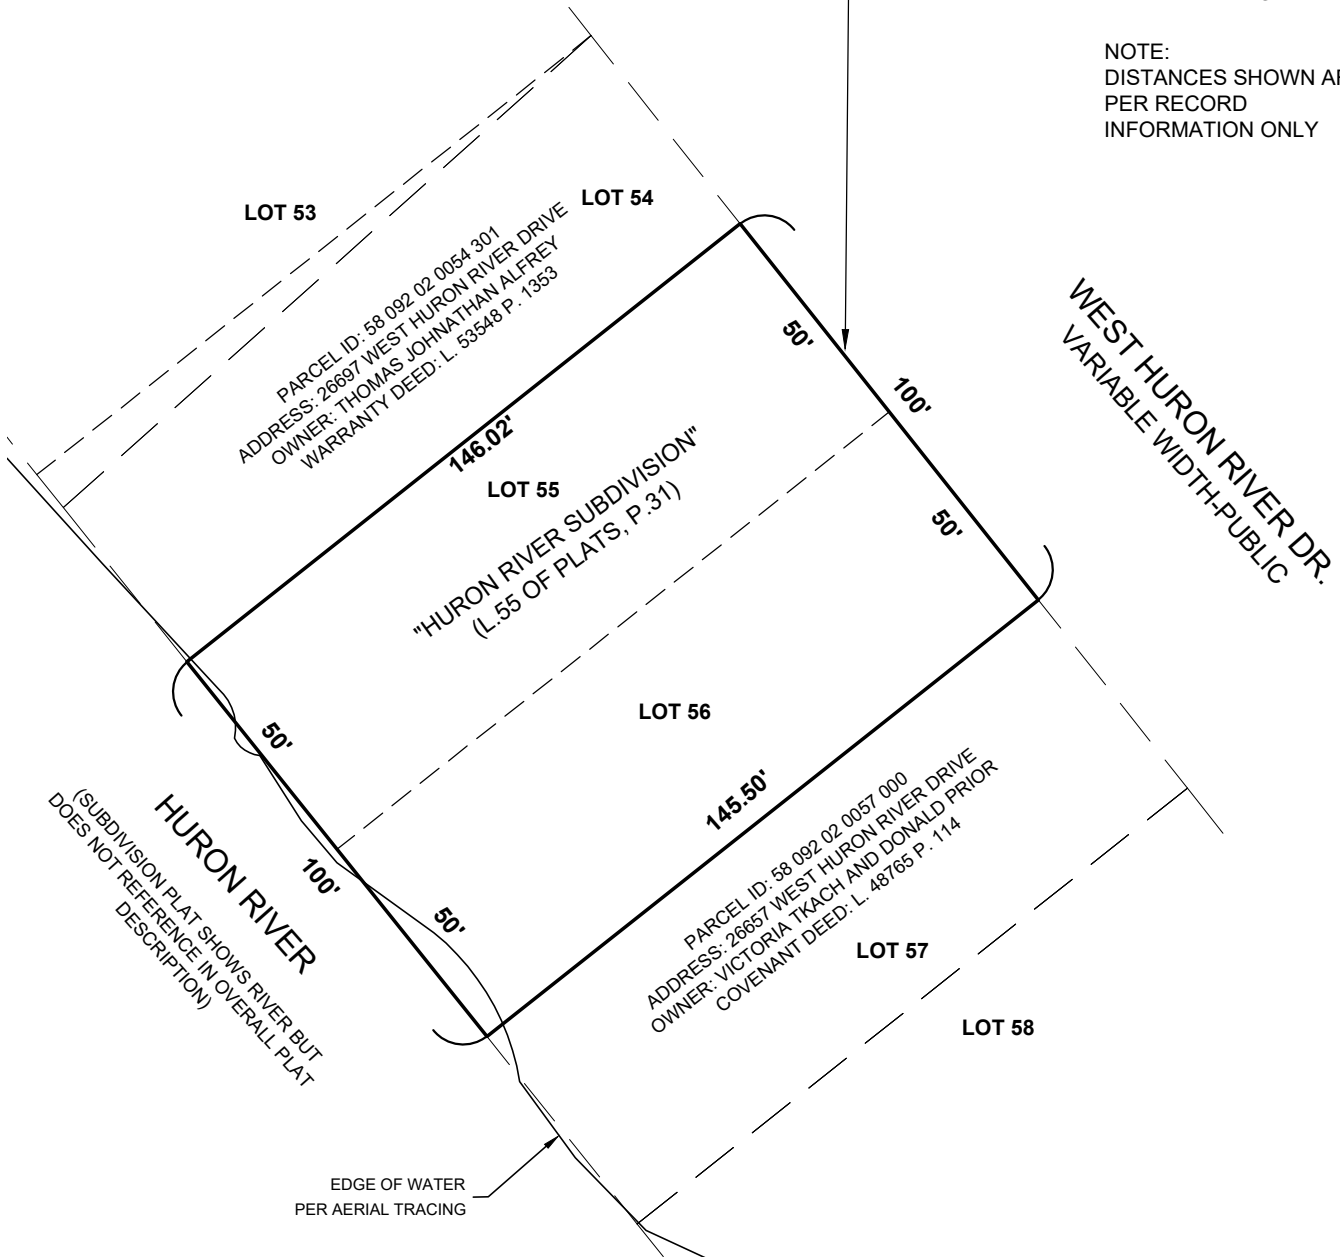 NOTE:
DISTANCES SHOWN
PER RECORD
INFORMATION ONLY
LOT 53
LOT 54
PARCEL ID: 58 092 02 0054 301
ADDRESS: 26697 WEST HURON RIVER DRIVE
OWNER: THOMAS JOHNATHAN ALFREY
WARRANTY DEED: L. 53548 P. 1353
146.02'
50'
100'
50'
WEST HURON RIVER DR.
VARIABLE WIDTH-PUBLIC
LOT 55
"HURON RIVER SUBDIVISION"
(L.55 OF PLATS, P.31)
LOT 56
50'
100'
50'
145.50'
HURON RIVER
(SUBDIVISION PLAT SHOWS RIVER BUT
DOES NOT REFERENCE IN OVERALL PLAT
DESCRIPTION)
PARCEL ID: 58 092 02 0057 000
ADDRESS: 26657 WEST HURON RIVER DRIVE
OWNER: VICTORIA TKACH AND DONALD PRIOR
COVENANT DEED: L. 48765 P. 114
LOT 57
LOT 58
EDGE OF WATER
PER AERIAL TRACING